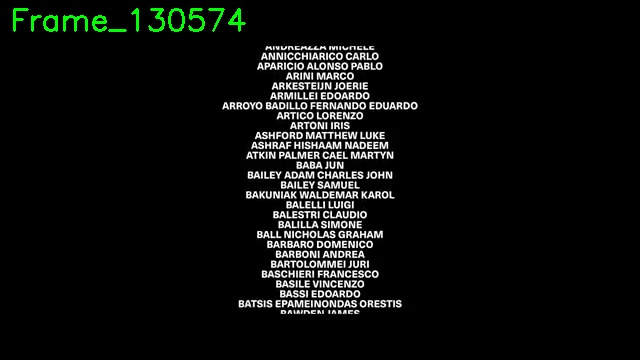 Frame_130574
ANDREAZZA MICHELE
ANNICCHIARICO CARLO
APARICIO ALONSO PABLO
ARINI MARCO
ARKESTEIJN JOERIE
ARMILLEI EDOARDO
ARROYO BADILLO FERNANDO EDUARDO
ARTICO LORENZO
ARTONI IRIS
ASHFORD MATTHEW LUKE
ASHRAF HISHAAM NADEEM
ATKIN PALMER CAEL MARTYN
BABA JUN
BAILEY ADAM CHARLES JOHN
BAILEY SAMUEL
BAKUNIAK WALDEMAR KAROL
BALELLI LUIGI
BALESTRI CLAUDIO
BALILLA SIMONE
BALL NICHOLAS GRAHAM
BARBARO DOMENICO
BARBONI ANDREA
BARTOLOMMEI JURI
BASCHIERI FRANCESCO
BASILE VINCENZO
BASSI EDOARDO
BATSIS EPAMEINONDAS ORESTIS
BAWDEN JAMES